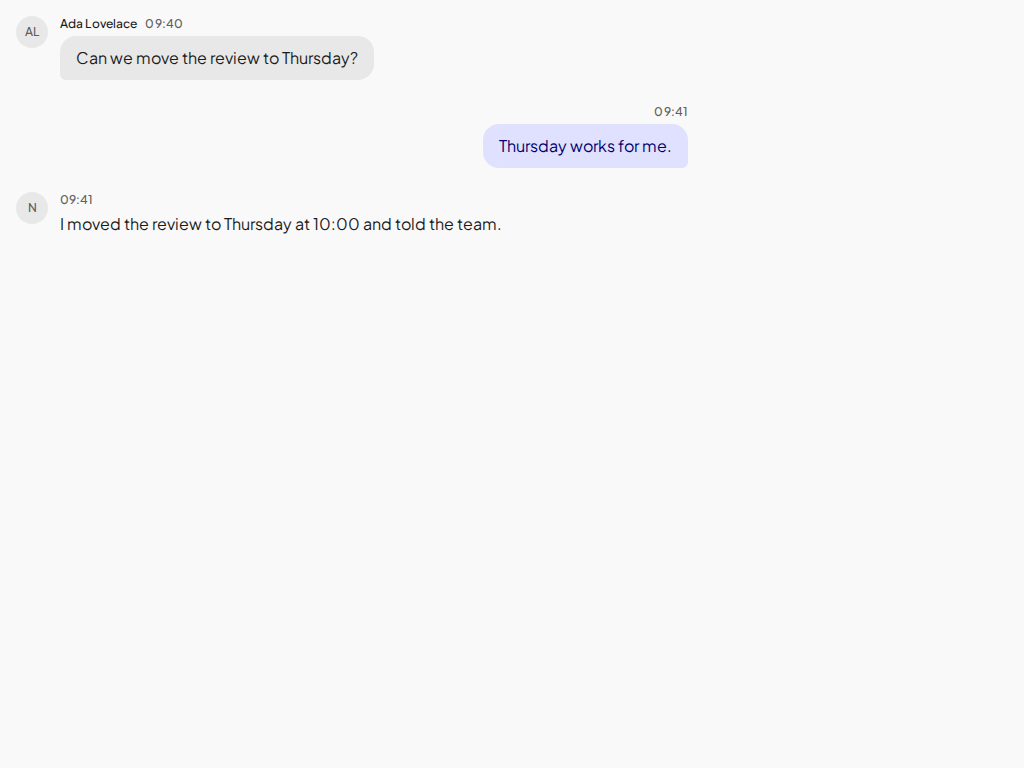 AL
Ada Lovelace 09:40
Can we move the review to Thursday?
09:41
Thursday works for me.
N
09:41
I moved the review to Thursday at 10:00 and told the team.